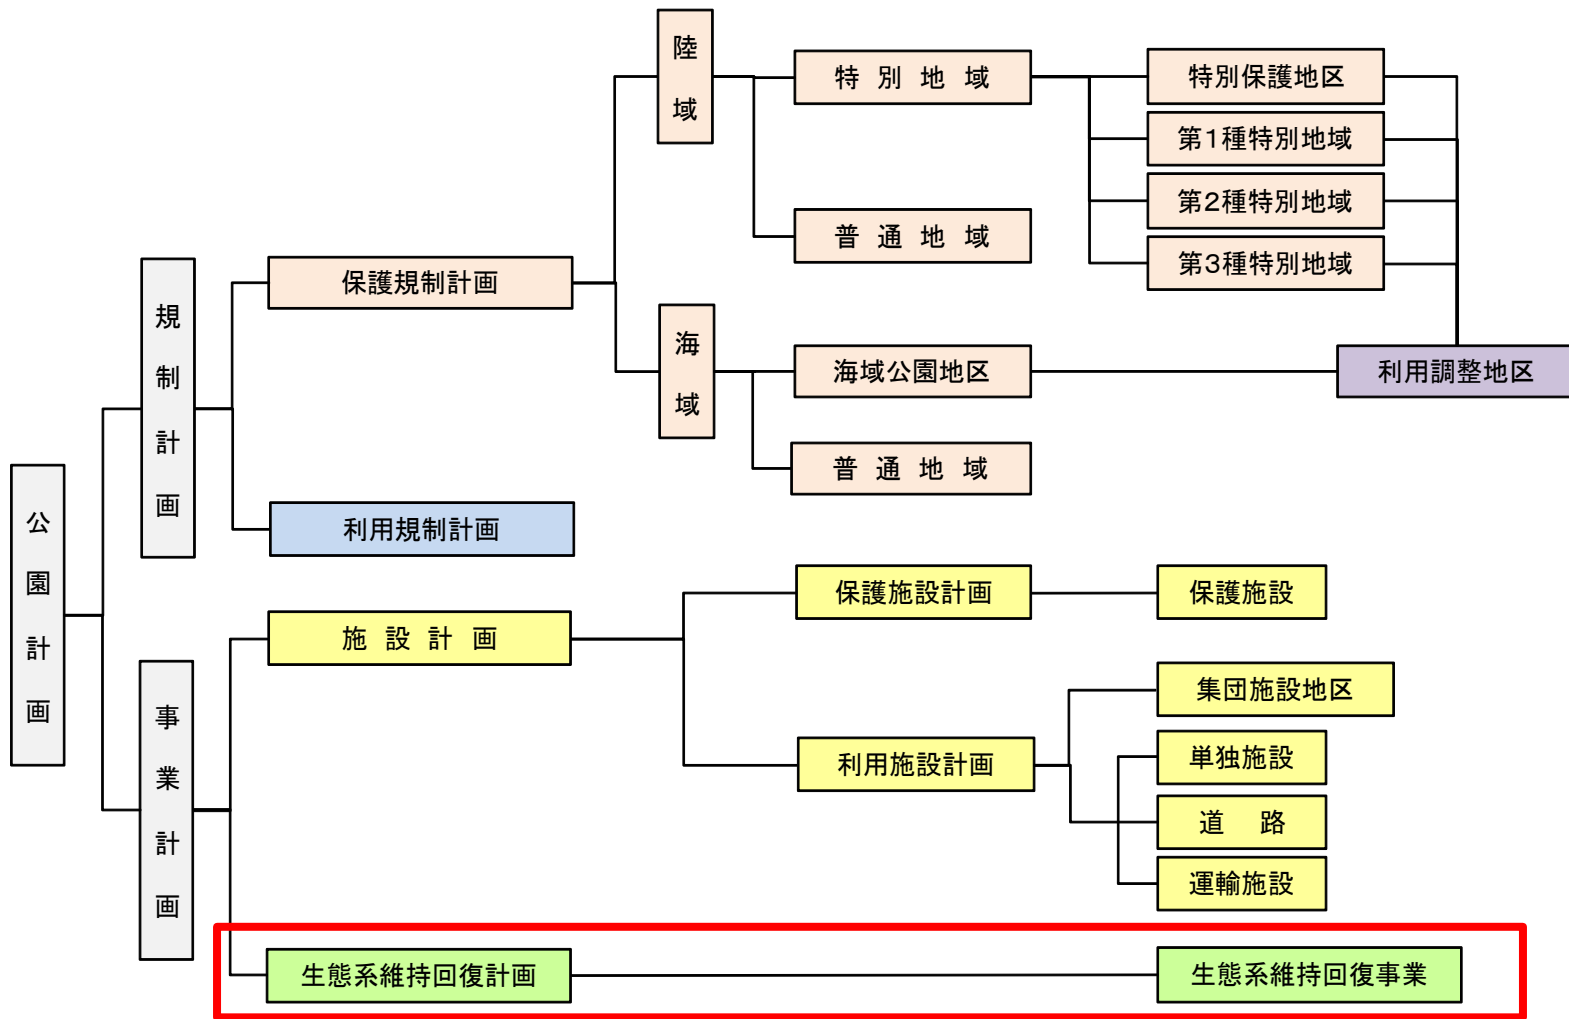 公園計画
規制計画
保護規制計画
陸域
特別地域
特別保護地区
第1種特別地域
第2種特別地域
第3種特別地域
普通地域
海域
海域公園地区
利用調整地区
普通地域
利用規制計画
事業計画
施設計画
保護施設計画
保護施設
利用施設計画
集団施設地区
単独施設
道路
運輸施設
生態系維持回復計画
生態系維持回復事業